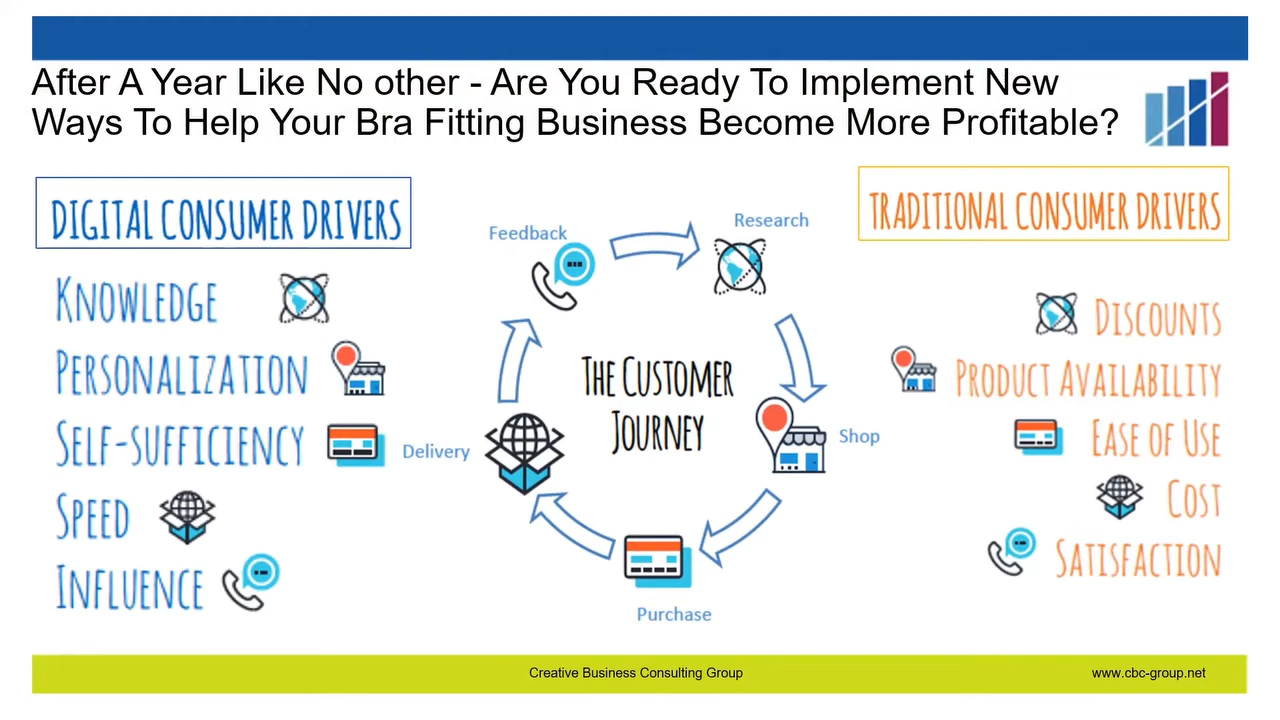 After A Year Like No other - Are You Ready To Implement New
Ways To Help Your Bra Fitting Business Become More Profitable?
DIGITAL CONSUMER DRIVERS
KNOWLEDGE
PERSONALIZATION
SELF-SUFFICIENCY
SPEED
INFLUENCE
Feedback
Research
THE CUSTOMER
JOURNEY
Shop
Delivery
Purchase
TRADITIONAL CONSUMER DRIVERS
DISCOUNTS
PRODUCT AVAILABILITY
EASE OF USE
COST
SATISFACTION
Creative Business Consulting Group
www.cbc-group.net